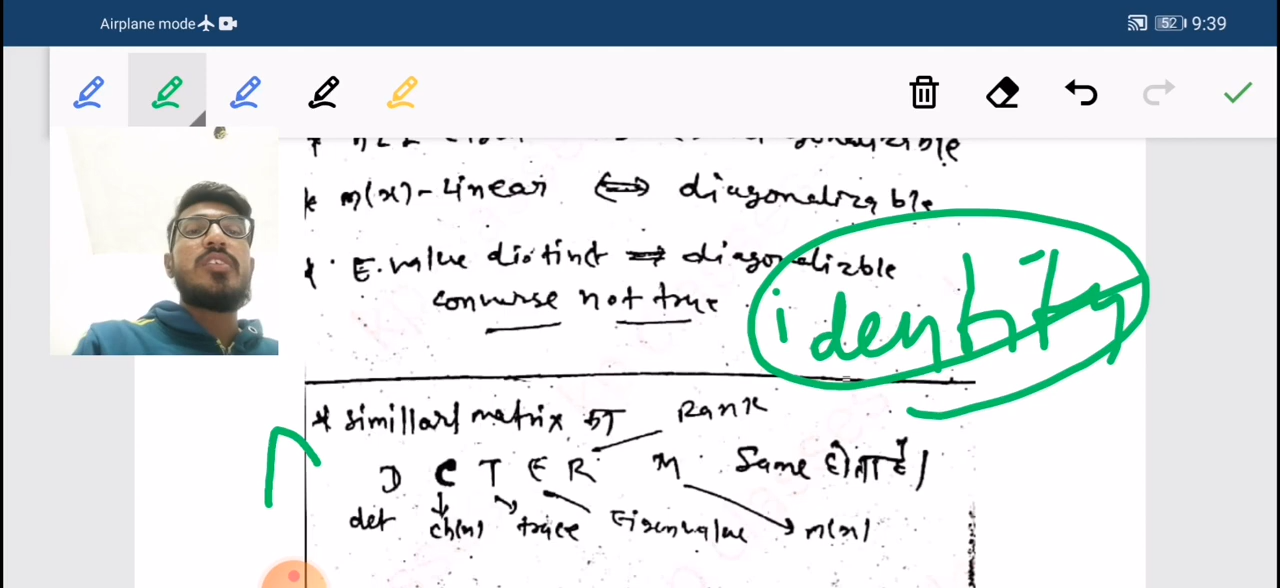 Airplane mode 52 9:39
* m(x)-Linear ⟺ diagonalizable
* E.value distinct ⟹ diagonalizable
converse not true
identity
* simillarl matrix का Rank
D C T E R M Same होता है।
det ch(x) trace Eigenvalue m(x)